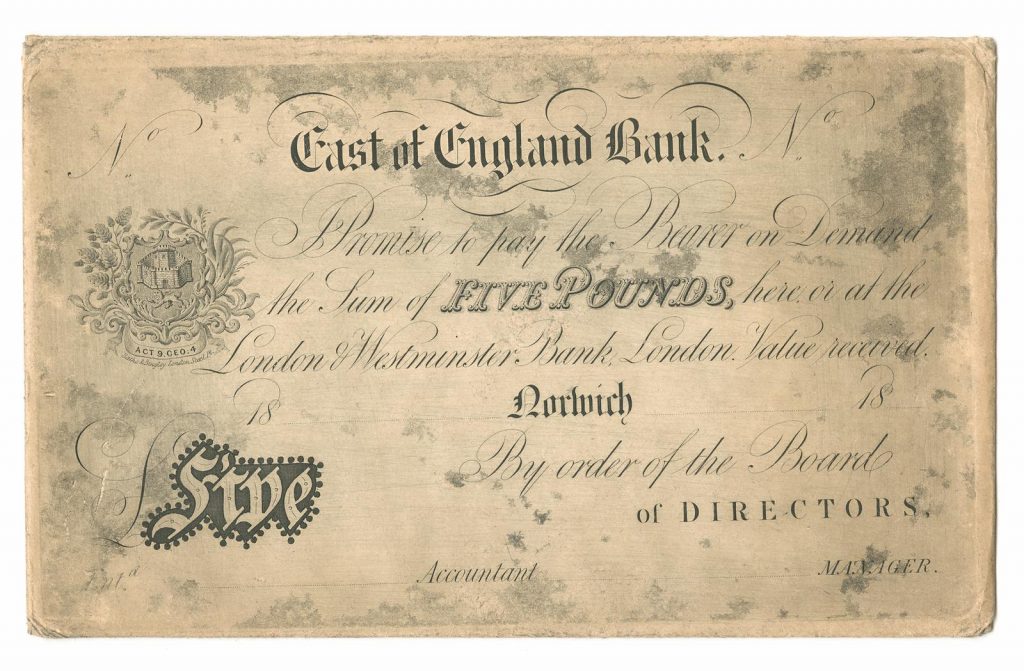 East of England Bank.
No No
I Promise to pay the Bearer on Demand
the Sum of FIVE POUNDS, here, or at the
ACT 9, GEO. 4
London & Westminster Bank, London. Value received.
18 Norwich 18
By order of the Board
£Five
of DIRECTORS,
Ent.d Accountant MANAGER.